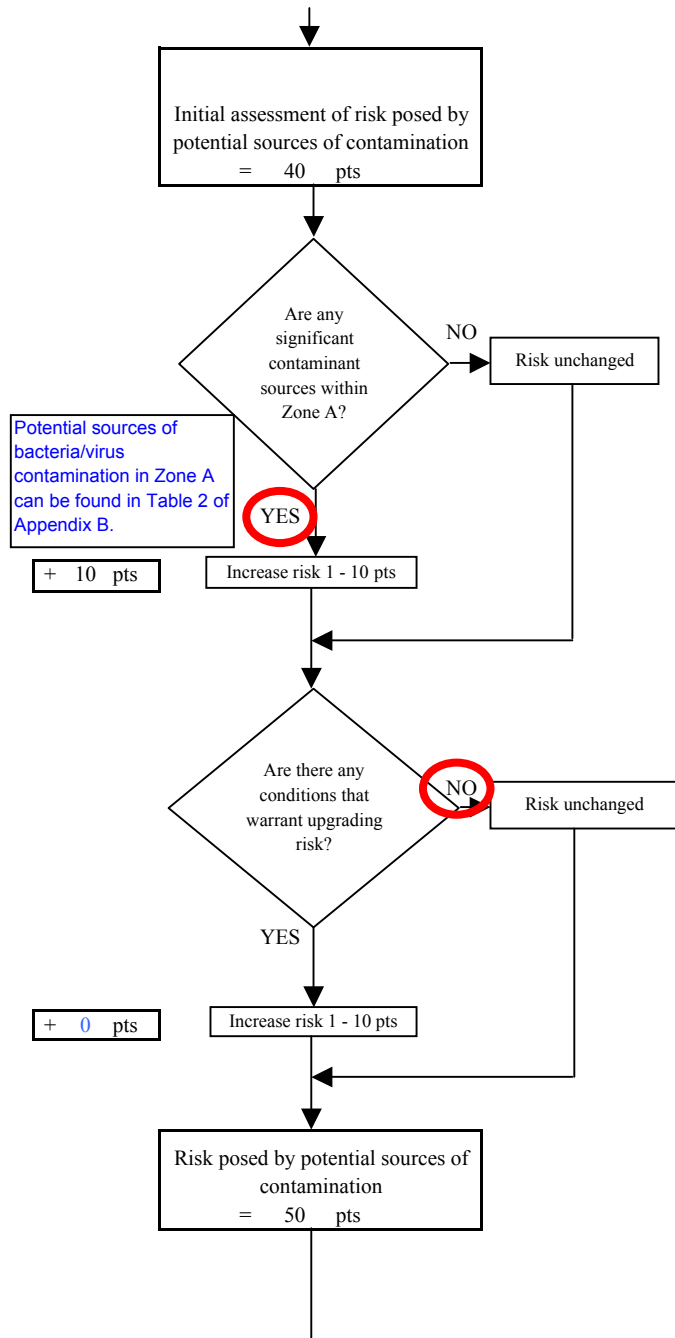 Initial assessment of risk posed by
potential sources of contamination
= 40 pts
Are any
significant
contaminant
sources within
Zone A?
NO
Risk unchanged
Potential sources of
bacteria/virus
contamination in Zone A
can be found in Table 2 of
Appendix B.
YES
+ 10 pts
Increase risk 1 - 10 pts
Are there any
conditions that
warrant upgrading
risk?
NO
Risk unchanged
YES
+ 0 pts
Increase risk 1 - 10 pts
Risk posed by potential sources of
contamination
= 50 pts